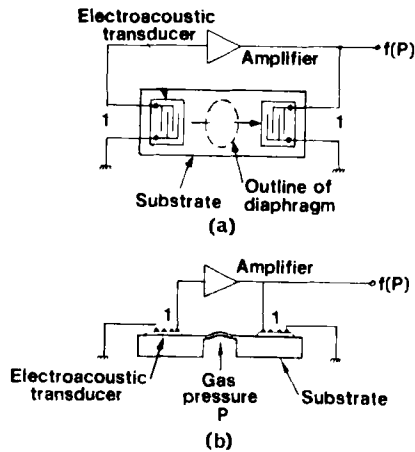 Electroacoustic
transducer
Amplifier
f(P)
1
1
Substrate
Outline of
diaphragm
(a)
Amplifier
f(P)
1
1
Electroacoustic
transducer
Gas
pressure
P
Substrate
(b)